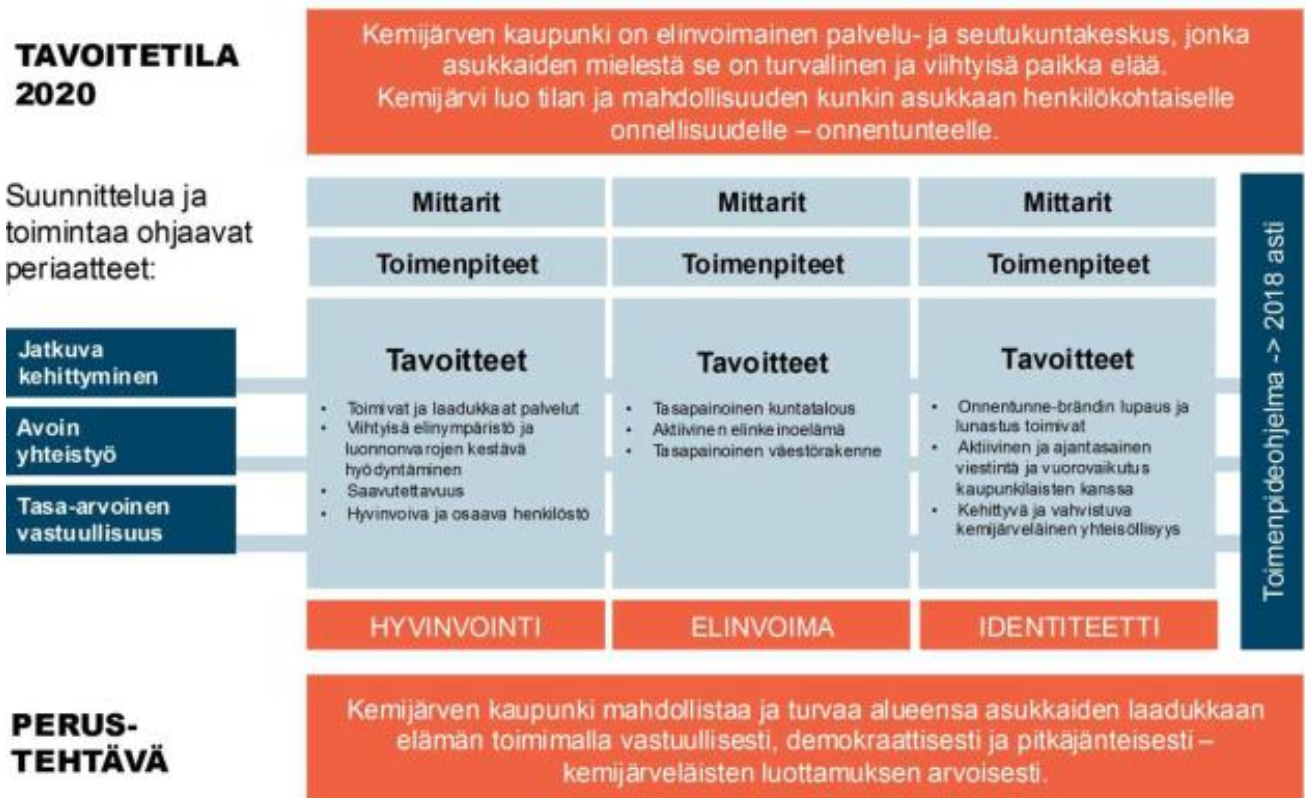 TAVOITETILA
2020
Kemijärven kaupunki on elinvoimainen palvelu- ja seutukuntakeskus, jonka
asukkaiden mielestä se on turvallinen ja viihtyisä paikka elää.
Kemijärvi luo tilan ja mahdollisuuden kunkin asukkaan henkilökohtaiselle
onnellisuudelle – onnentunteelle.
Suunnittelua ja
toimintaa ohjaavat
periaatteet:
Jatkuva
kehittyminen
Avoin
yhteistyö
Tasa-arvoinen
vastuullisuus
Mittarit
Toimenpiteet
Tavoitteet
• Toimivat ja laadukkaat palvelut
• Viihtyisä elinympäristö ja
luonnonvarojen kestävä
hyödyntäminen
• Saavutettavuus
• Hyvinvoiva ja osaava henkilöstö
HYVINVOINTI
Mittarit
Toimenpiteet
Tavoitteet
• Tasapainoinen kuntatalous
• Aktiivinen elinkeinoelämä
• Tasapainoinen väestörakenne
ELINVOIMA
Mittarit
Toimenpiteet
Tavoitteet
• Onnentunne-brändin lupaus ja
lunastus toimivat
• Aktiivinen ja ajantasainen
viestintä ja vuorovaikutus
kaupunkilaisten kanssa
• Kehittyvä ja vahvistuva
kemijärveläinen yhteisöllisyys
IDENTITEETTI
Toimenpideohjelma -> 2018 asti
PERUS-
TEHTÄVÄ
Kemijärven kaupunki mahdollistaa ja turvaa alueensa asukkaiden laadukkaan
elämän toimimalla vastuullisesti, demokraattisesti ja pitkäjänteisesti –
kemijärveläisten luottamuksen arvoisesti.